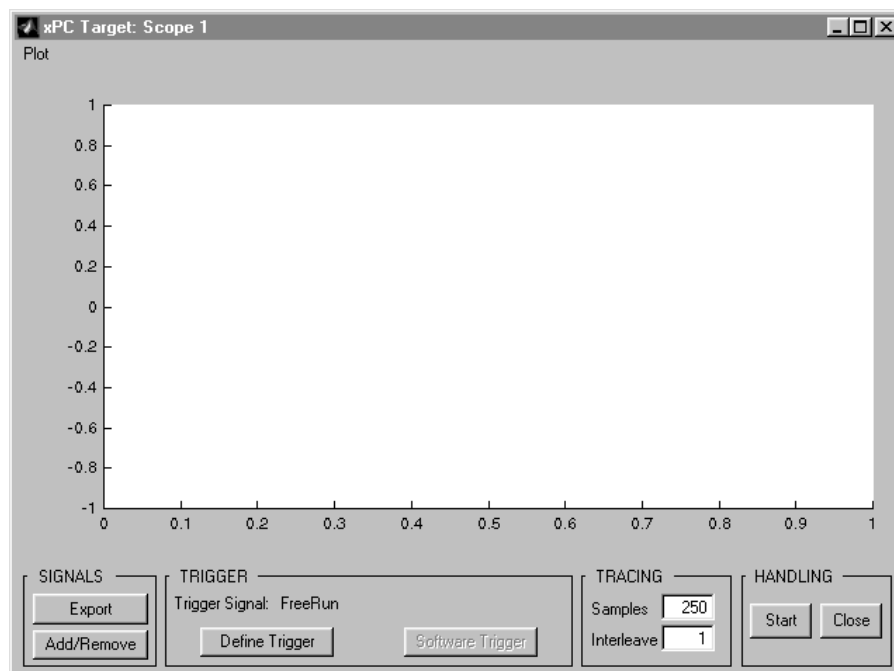 xPC Target: Scope 1
Plot
1
0.8
0.6
0.4
0.2
0
-0.2
-0.4
-0.6
-0.8
-1
0 0.1 0.2 0.3 0.4 0.5 0.6 0.7 0.8 0.9 1
SIGNALS
Export
Add/Remove
TRIGGER
Trigger Signal: FreeRun
Define Trigger Software Trigger
TRACING
Samples 250
Interleave 1
HANDLING
Start Close